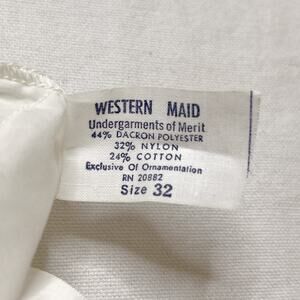 WESTERN MAID
Undergarments of Merit
44% DACRON POLYESTER
32% NYLON
24% COTTON
Exclusive Of Ornamentation
RN 20882
Size 32